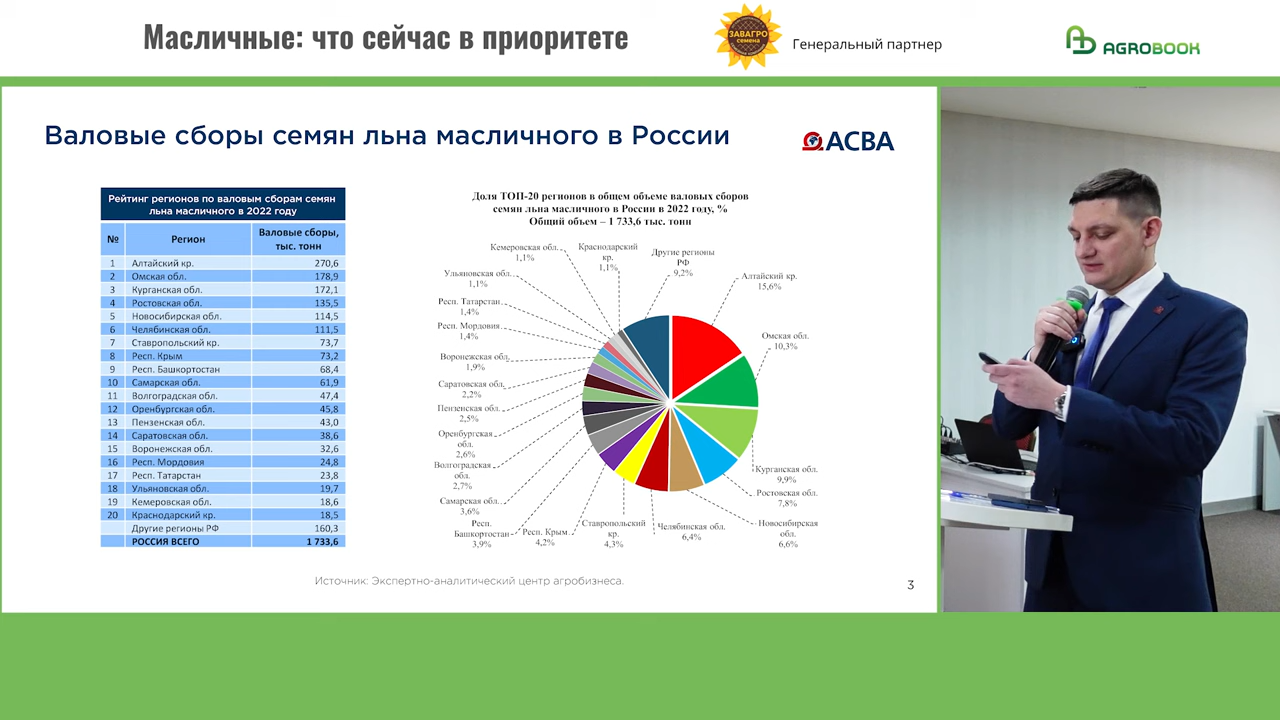 Масличные: что сейчас в приоритете
ЗАВАГРО
семена
Генеральный партнер
AGROBOOK
Валовые сборы семян льна масличного в России
АСВА
Рейтинг регионов по валовым сборам семян
льна масличного в 2022 году
№ Регион Валовые сборы,
тыс. тонн
1 Алтайский кр. 270,6
2 Омская обл. 178,9
3 Курганская обл. 172,1
4 Ростовская обл. 135,5
5 Новосибирская обл. 114,5
6 Челябинская обл. 111,5
7 Ставропольский кр. 73,7
8 Респ. Крым 73,2
9 Респ. Башкортостан 68,4
10 Самарская обл. 61,9
11 Волгоградская обл. 47,4
12 Оренбургская обл. 45,8
13 Пензенская обл. 43,0
14 Саратовская обл. 38,6
15 Воронежская обл. 32,6
16 Респ. Мордовия 24,8
17 Респ. Татарстан 23,8
18 Ульяновская обл. 19,7
19 Кемеровская обл. 18,6
20 Краснодарский кр. 18,5
Другие регионы РФ 160,3
РОССИЯ ВСЕГО 1 733,6
Доля ТОП-20 регионов в общем объеме валовых сборов
семян льна масличного в России в 2022 году, %
Общий объем – 1 733,6 тыс. тонн
Кемеровская обл.
1,1%
Краснодарский
кр.
1,1%
Другие регионы
РФ
9,2%
Алтайский кр.
15,6%
Ульяновская обл.
1,1%
Респ. Татарстан
1,4%
Респ. Мордовия
1,4%
Омская обл.
10,3%
Воронежская обл.
1,9%
Саратовская обл.
2,2%
Пензенская обл.
2,5%
Оренбургская
обл.
2,6%
Волгоградская
обл.
2,7%
Курганская обл.
9,9%
Самарская обл.
3,6%
Ростовская обл.
7,8%
Респ.
Башкортостан
3,9%
Респ. Крым
4,2%
Ставропольский
кр.
4,3%
Челябинская обл.
6,4%
Новосибирская
обл.
6,6%
Источник: Экспертно-аналитический центр агробизнеса.
3